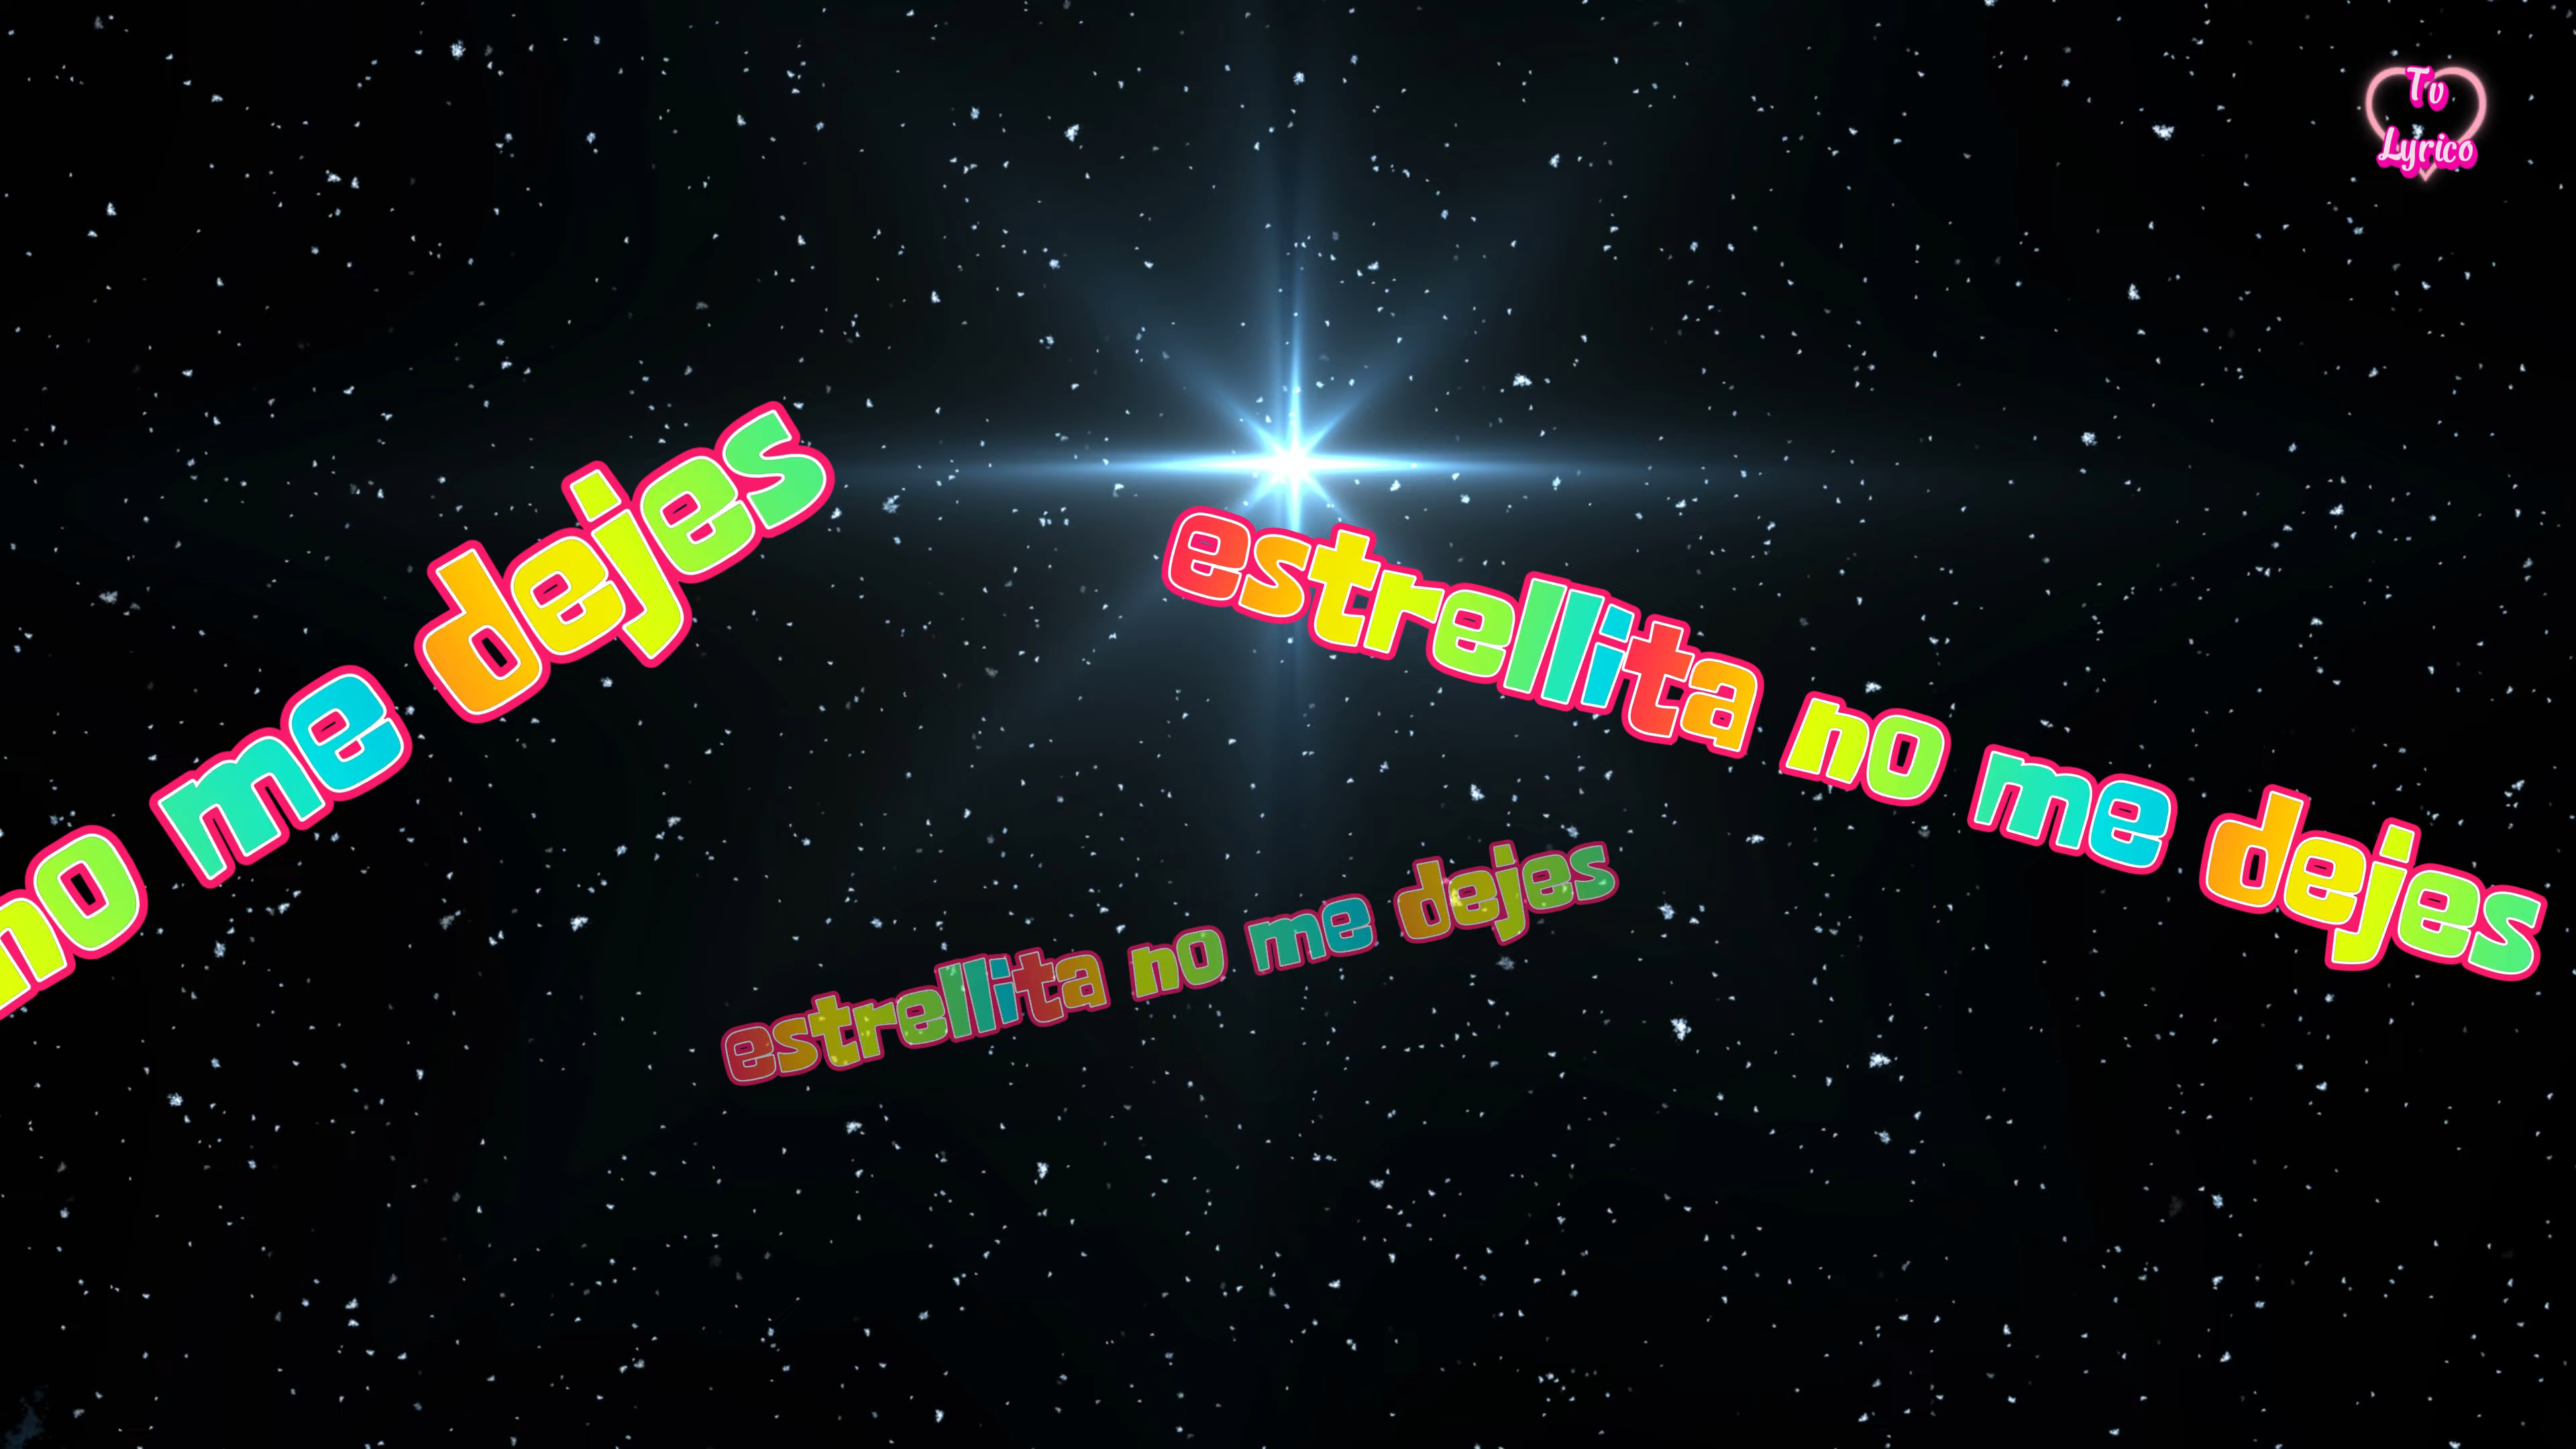 Tv
Lyrico
no me dejes
estrellita no me dejes
estrellita no me dejes